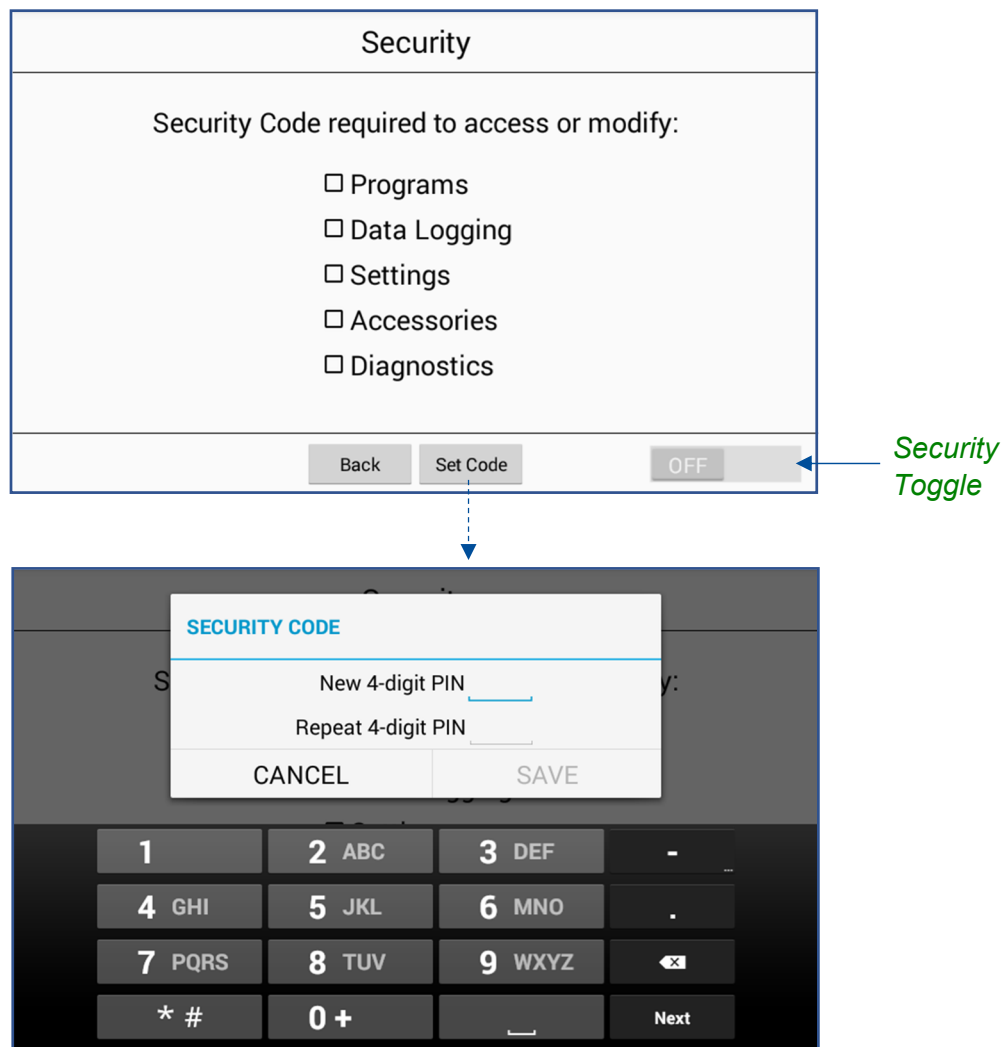 Security
Security Code required to access or modify:
Programs
Data Logging
Settings
Accessories
Diagnostics
Back
Set Code
OFF
Security
Toggle
SECURITY CODE
S
y:
New 4-digit PIN
Repeat 4-digit PIN
CANCEL
SAVE
1
2 ABC
3 DEF
-
...
4 GHI
5 JKL
6 MNO
.
7 PQRS
8 TUV
9 WXYZ
* #
0 +
Next